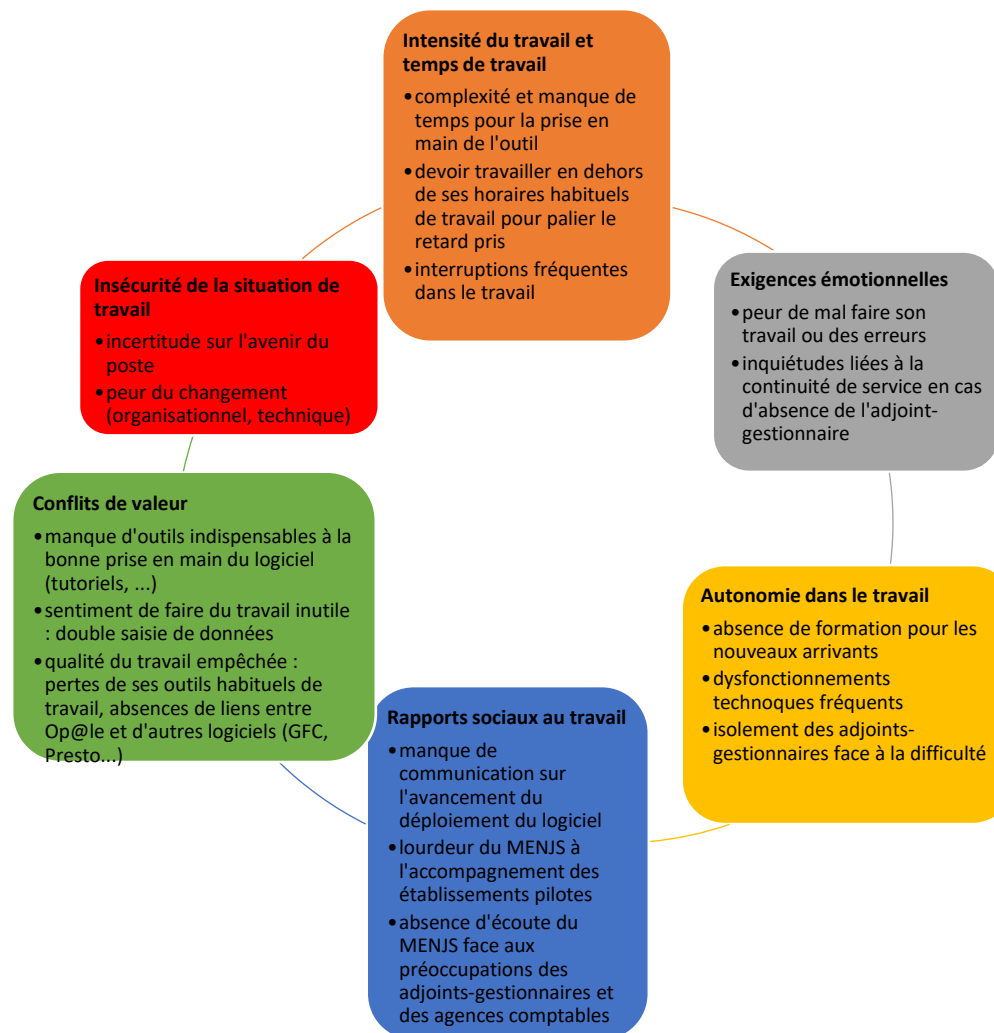 Intensité du travail et
temps de travail
•complexité et manque de
temps pour la prise en
main de l'outil
•devoir travailler en dehors
de ses horaires habituels
de travail pour palier le
retard pris
•interruptions fréquentes
dans le travail
Exigences émotionnelles
•peur de mal faire son
travail ou des erreurs
•inquiétudes liées à la
continuité de service en cas
d'absence de l'adjoint-
gestionnaire
Autonomie dans le travail
•absence de formation pour les
nouveaux arrivants
•dysfonctionnements
technoques fréquents
•isolement des adjoints-
gestionnaires face à la difficulté
Rapports sociaux au travail
•manque de
communication sur
l'avancement du
déploiement du logiciel
•lourdeur du MENJS à
l'accompagnement des
établissements pilotes
•absence d'écoute du
MENJS face aux
préoccupations des
adjoints-gestionnaires et
des agences comptables
Conflits de valeur
•manque d'outils indispensables à la
bonne prise en main du logiciel
(tutoriels, ...)
•sentiment de faire du travail inutile
: double saisie de données
•qualité du travail empêchée :
pertes de ses outils habituels de
travail, absences de liens entre
Op@le et d'autres logiciels (GFC,
Presto...)
Insécurité de la situation de
travail
•incertitude sur l'avenir du
poste
•peur du changement
(organisationnel, technique)